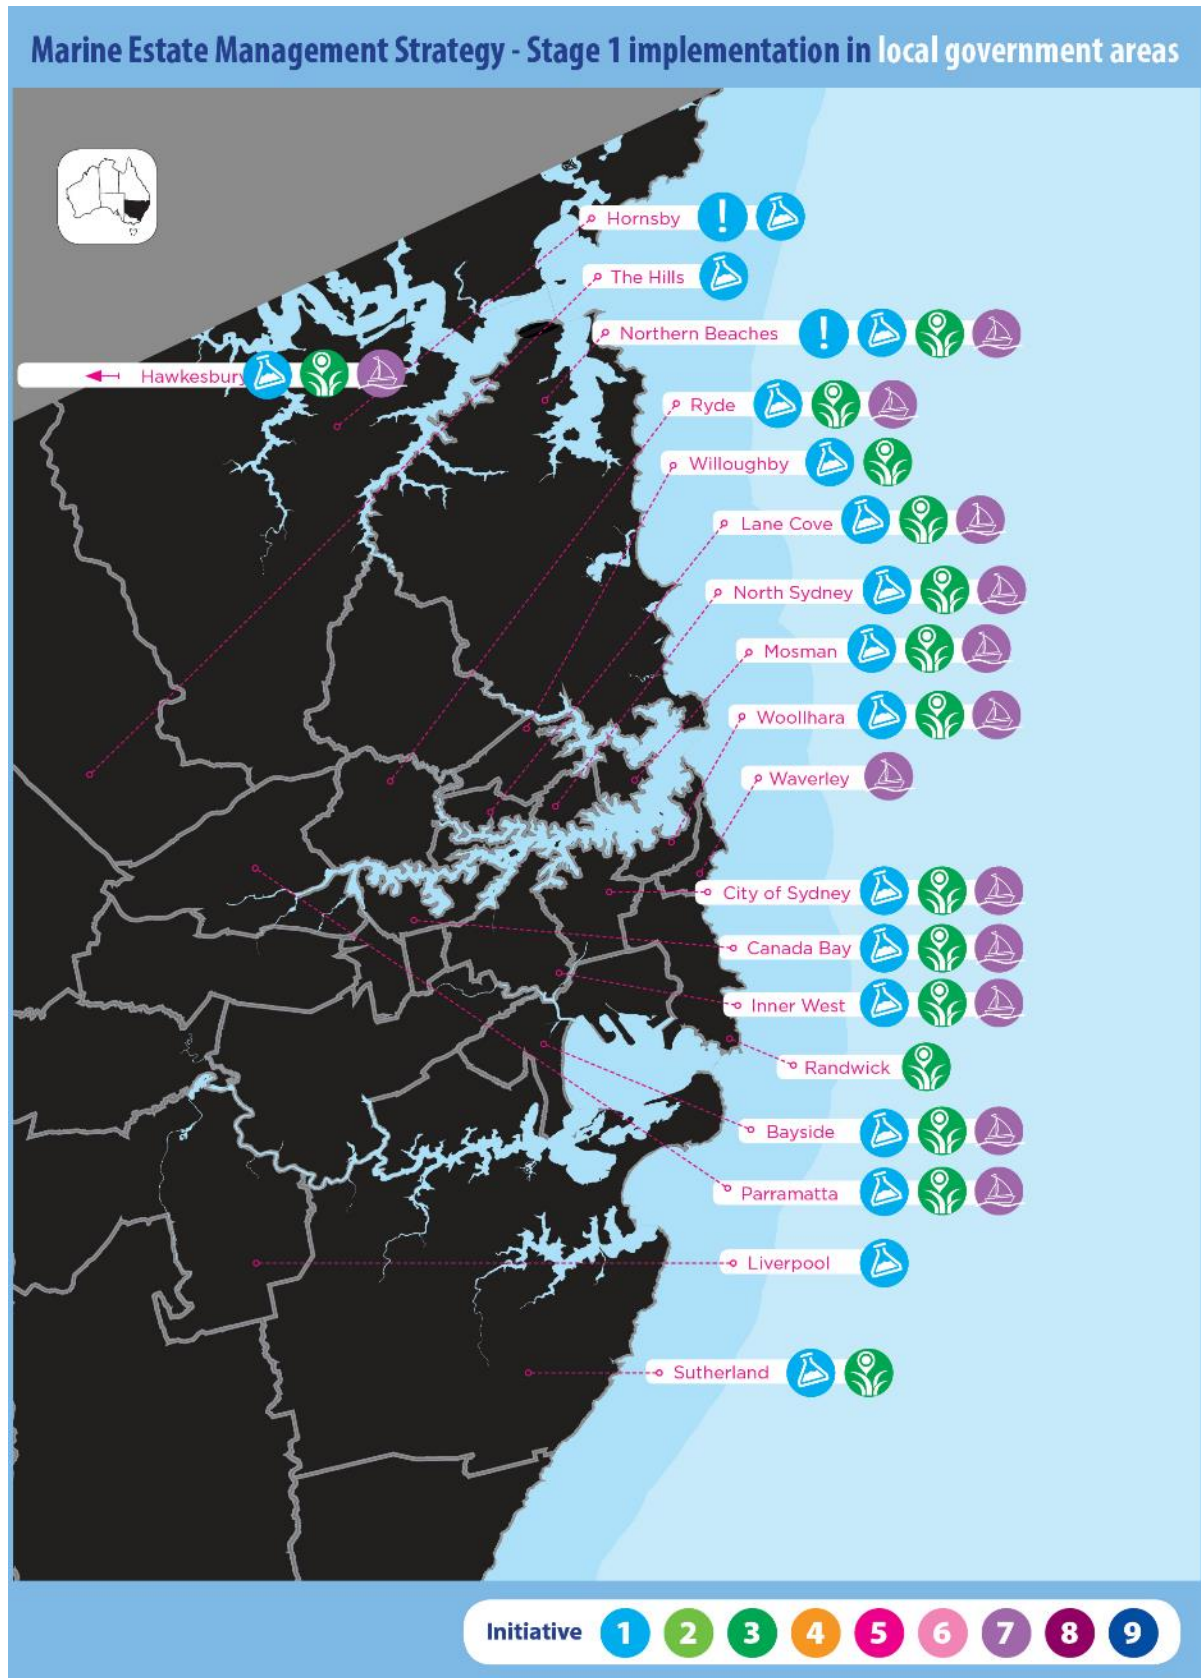 Marine Estate Management Strategy - Stage 1 implementation in local government areas
Hornsby !
The Hills
Northern Beaches !
Hawkesbury
Ryde
Willoughby
Lane Cove
North Sydney
Mosman
Woollhara
Waverley
City of Sydney
Canada Bay
Inner West
Randwick
Bayside
Parramatta
Liverpool
Sutherland
Initiative 1 2 3 4 5 6 7 8 9